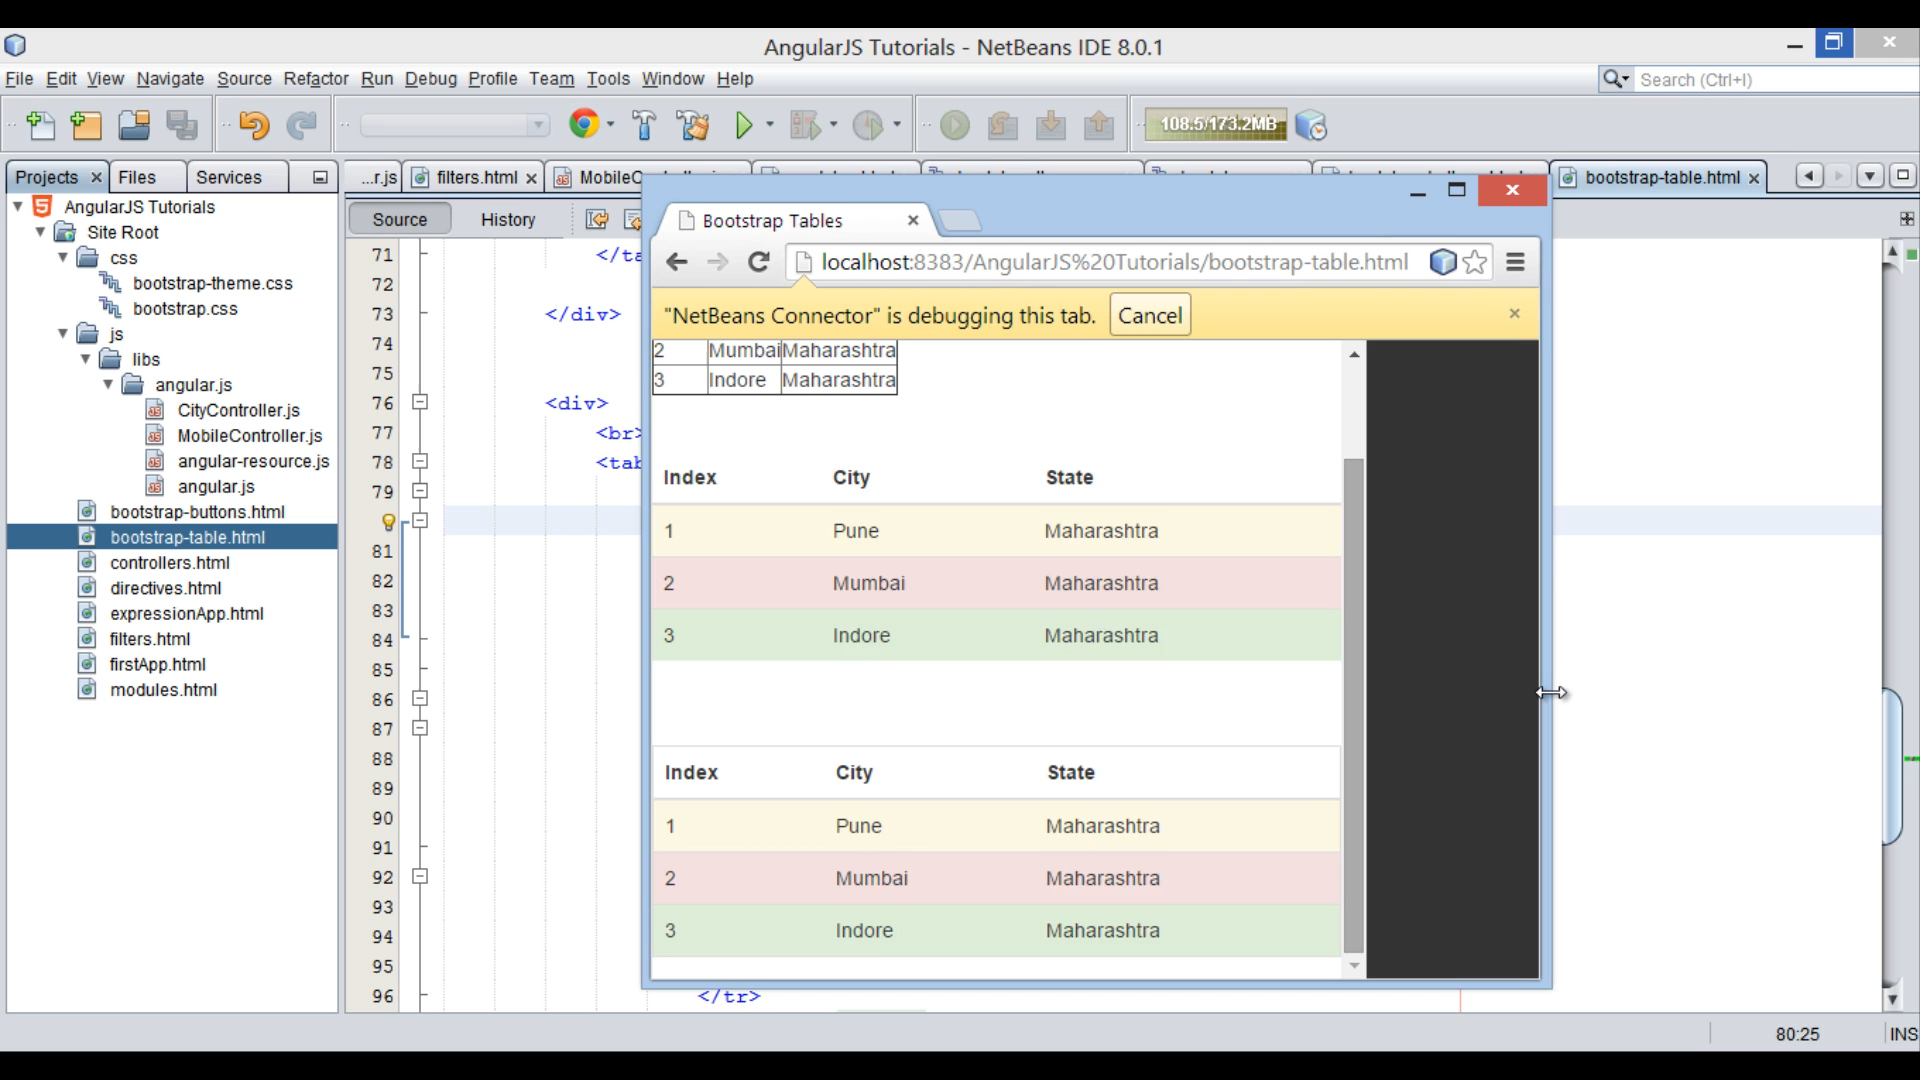 AngularJS Tutorials - NetBeans IDE 8.0.1
File Edit View Navigate Source Refactor Run Debug Profile Team Tools Window Help
Search (Ctrl+I)
108.5/173.2MB
Projects Files Services
...r.js filters.html MobileC bootstrap-table.html
Source History
AngularJS Tutorials
Site Root
css
bootstrap-theme.css
bootstrap.css
js
libs
angular.js
CityController.js
MobileController.js
angular-resource.js
angular.js
bootstrap-buttons.html
bootstrap-table.html
controllers.html
directives.html
expressionApp.html
filters.html
firstApp.html
modules.html
71 </ta
72
73 </div>
74
75
76 <div>
77 <br>
78 <tab
79
81
82
83
84
85
86
87
88
89
90
91
92
93
94
95
96 </tr>
Bootstrap Tables
localhost:8383/AngularJS%20Tutorials/bootstrap-table.html
"NetBeans Connector" is debugging this tab. Cancel
2 Mumbai Maharashtra
3 Indore Maharashtra
Index City State
1 Pune Maharashtra
2 Mumbai Maharashtra
3 Indore Maharashtra
Index City State
1 Pune Maharashtra
2 Mumbai Maharashtra
3 Indore Maharashtra
80:25 INS